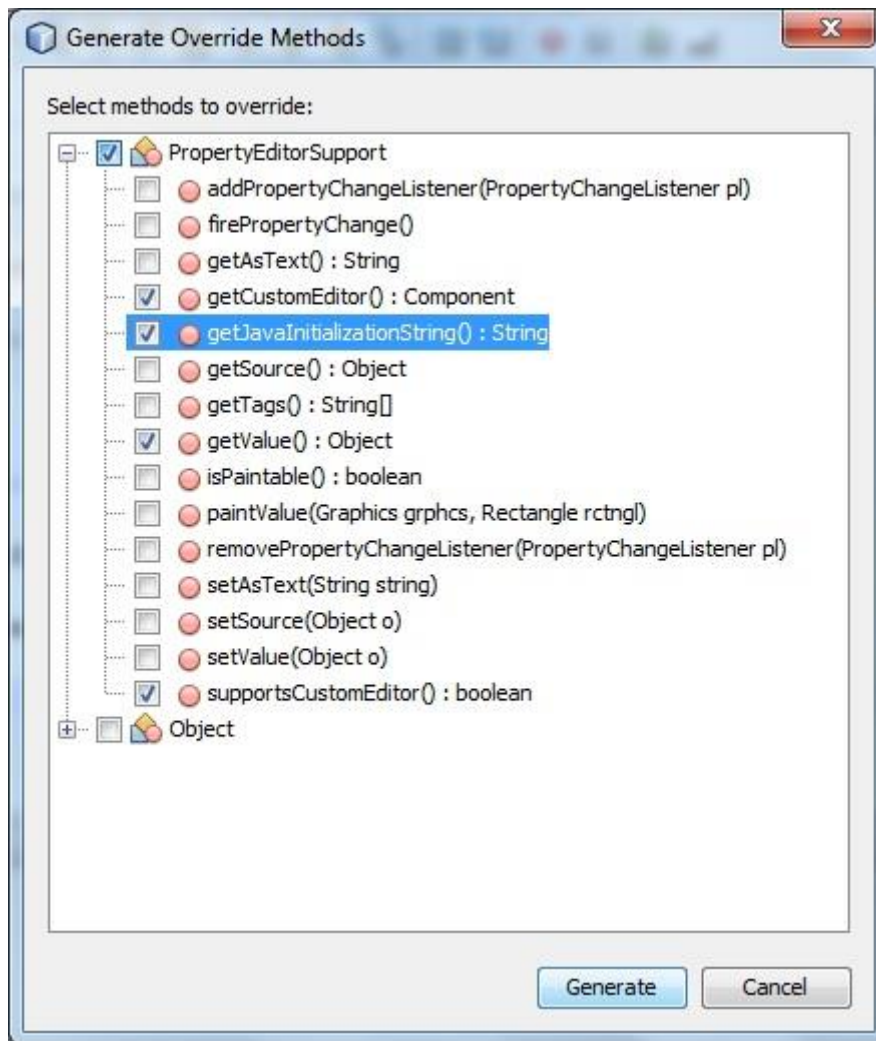 Generate Override Methods
Select methods to override:
PropertyEditorSupport
addPropertyChangeListener(PropertyChangeListener pl)
firePropertyChange()
getAsText() : String
getCustomEditor() : Component
getJavaInitializationString() : String
getSource() : Object
getTags() : String[]
getValue() : Object
isPaintable() : boolean
paintValue(Graphics grphcs, Rectangle rctngl)
removePropertyChangeListener(PropertyChangeListener pl)
setAsText(String string)
setSource(Object o)
setValue(Object o)
supportsCustomEditor() : boolean
Object
Generate Cancel